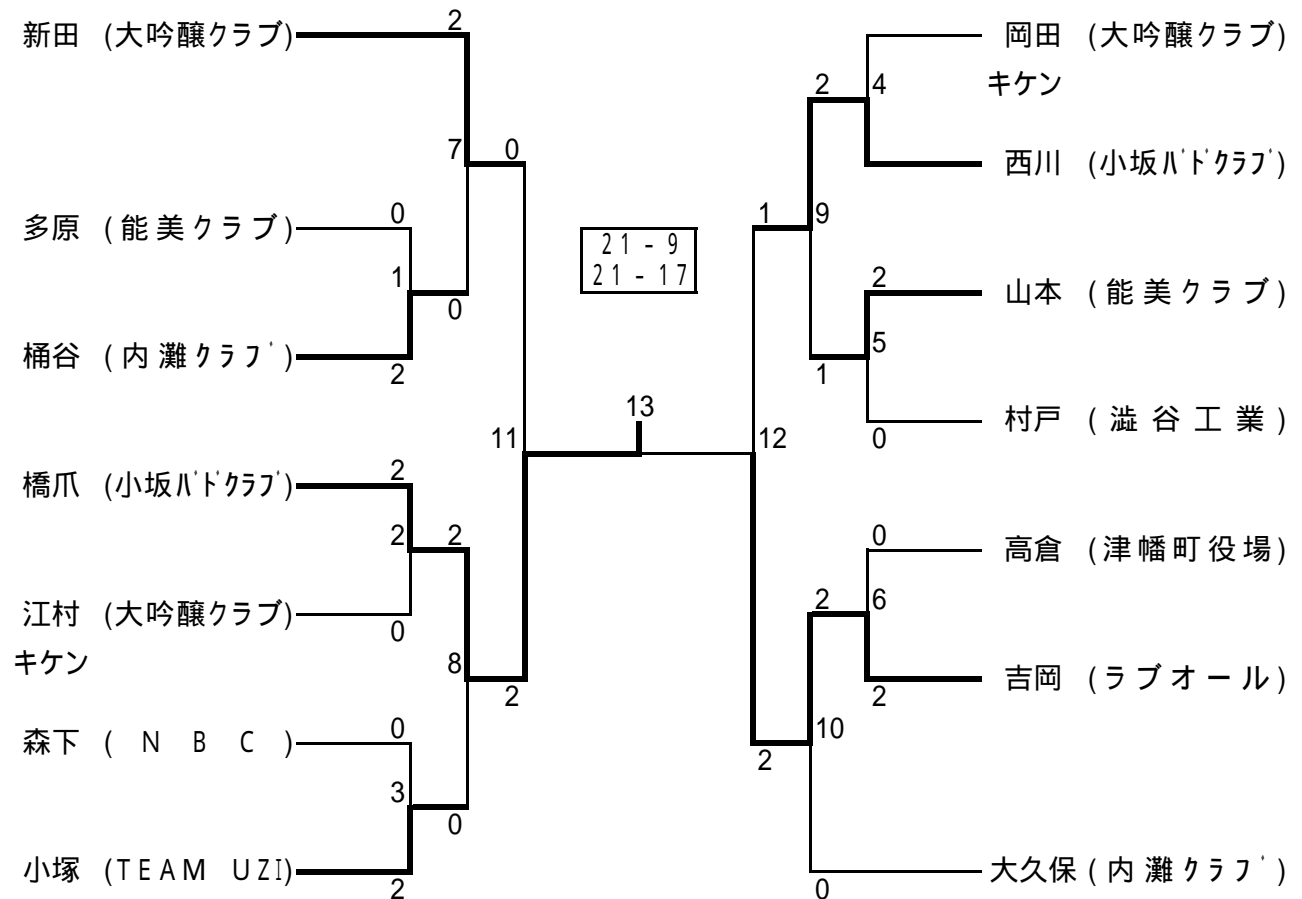 新田 (大吟醸クラブ)
2
7
0
多原 (能美クラブ)
0
1
0
桶谷 (内灘クラブ)
2
11
橋爪 (小坂バドクラブ)
2
2
2
江村 (大吟醸クラブ)
0
キケン
8
2
森下 (NBC)
0
3
0
小塚 (TEAM UZI)
2
21-9
21-17
13
岡田 (大吟醸クラブ)
キケン
2
4
西川 (小坂バドクラブ)
1
9
山本 (能美クラブ)
2
5
1
村戸 (澁谷工業)
0
12
高倉 (津幡町役場)
0
2
6
吉岡 (ラブオール)
2
10
2
大久保 (内灘クラブ)
0